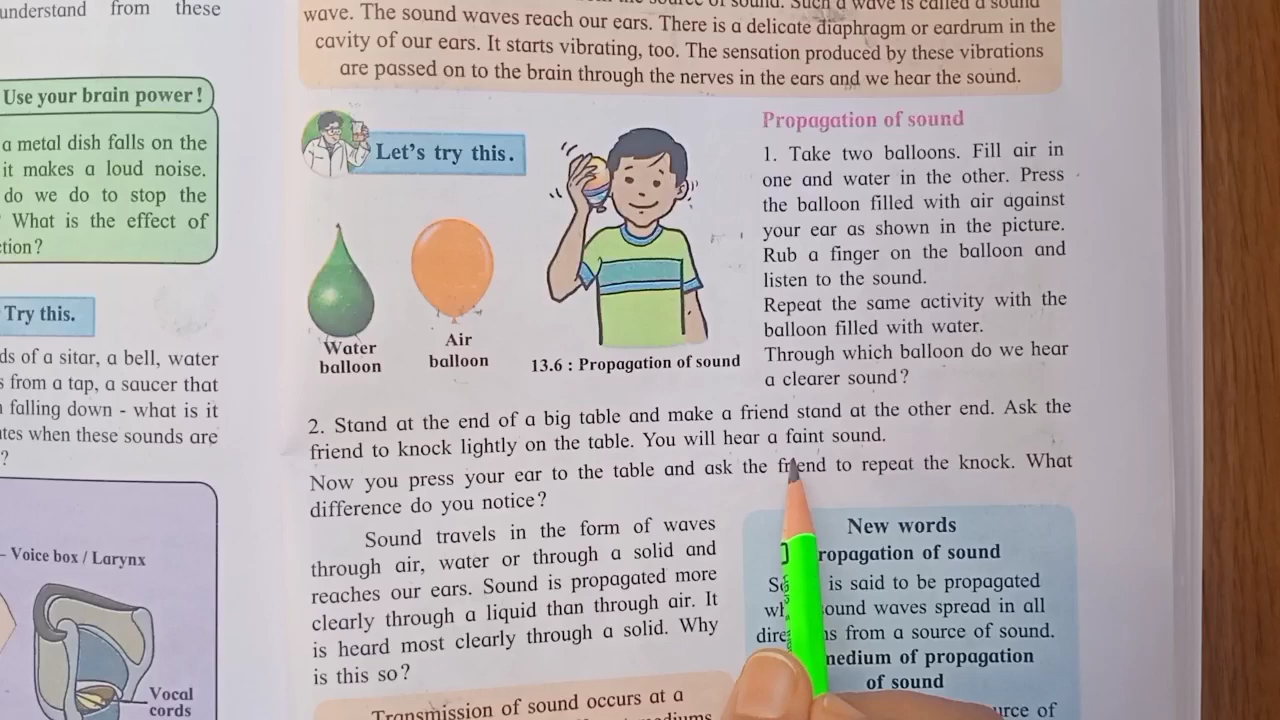 understand from these
Use your brain power!
a metal dish falls on the
it makes a loud noise.
do we do to stop the
What is the effect of
tion?
Try this.
ds of a sitar, a bell, water
s from a tap, a saucer that
falling down - what is it
ates when these sounds are
?
- Voice box / Larynx
Vocal
cords
source of sound. Such a wave is called a sound
wave. The sound waves reach our ears. There is a delicate diaphragm or eardrum in the
cavity of our ears. It starts vibrating, too. The sensation produced by these vibrations
are passed on to the brain through the nerves in the ears and we hear the sound.
Let's try this.
Water
balloon
Air
balloon
13.6 : Propagation of sound
Propagation of sound
1. Take two balloons. Fill air in
one and water in the other. Press
the balloon filled with air against
your ear as shown in the picture.
Rub a finger on the balloon and
listen to the sound.
Repeat the same activity with the
balloon filled with water.
Through which balloon do we hear
a clearer sound?
2. Stand at the end of a big table and make a friend stand at the other end. Ask the
friend to knock lightly on the table. You will hear a faint sound.
Now you press your ear to the table and ask the friend to repeat the knock. What
difference do you notice?
Sound travels in the form of waves
through air, water or through a solid and
reaches our ears. Sound is propagated more
clearly through a liquid than through air. It
is heard most clearly through a solid. Why
is this so?
Transmission of sound occurs at a
New words
ropagation of sound
is said to be propagated
ound waves spread in all
s from a source of sound.
medium of propagation
of sound
urce of